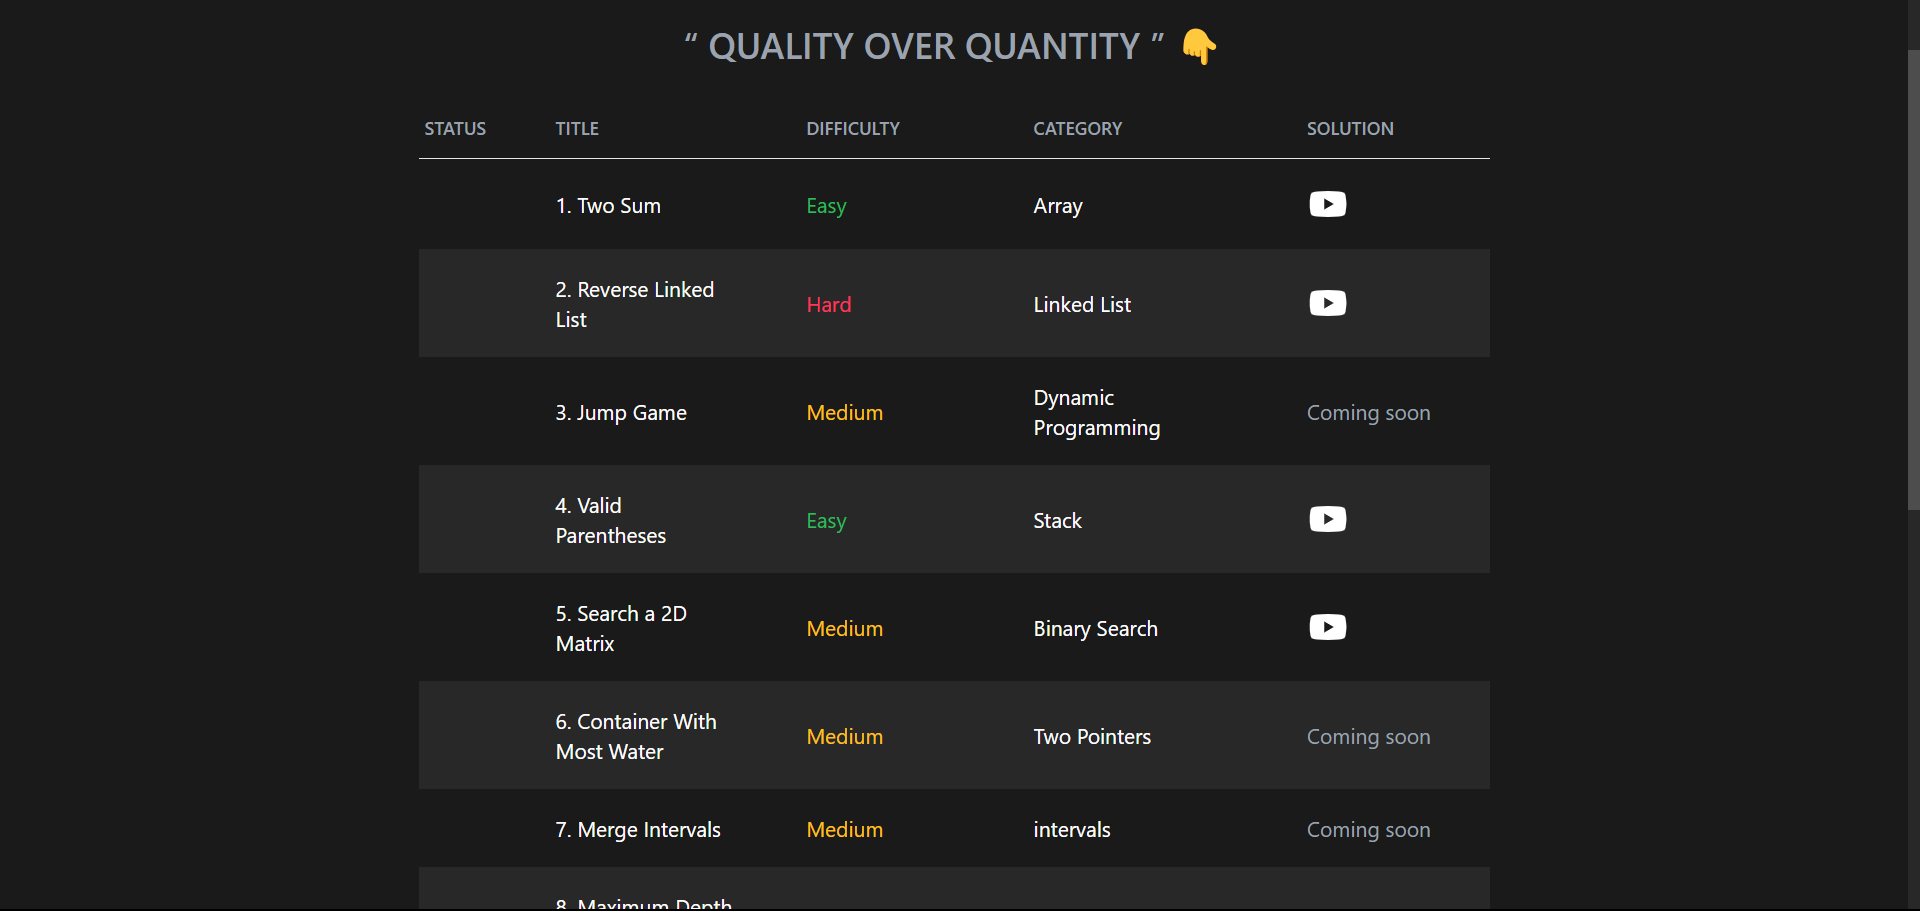 “ QUALITY OVER QUANTITY ” 👇
STATUS TITLE DIFFICULTY CATEGORY SOLUTION
1. Two Sum Easy Array
2. Reverse Linked
List
Hard Linked List
3. Jump Game Medium
Dynamic
Programming
Coming soon
4. Valid
Parentheses
Easy Stack
5. Search a 2D
Matrix
Medium Binary Search
6. Container With
Most Water
Medium Two Pointers Coming soon
7. Merge Intervals Medium intervals Coming soon
8. Maximum Depth